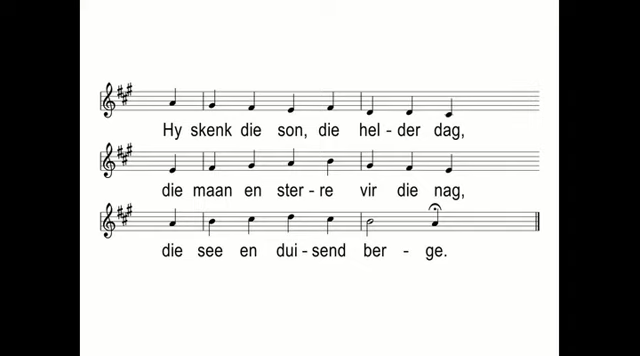 Hy skenk die son, die hel-der dag,
die maan en ster-re vir die nag,
die see en dui-send ber-ge.